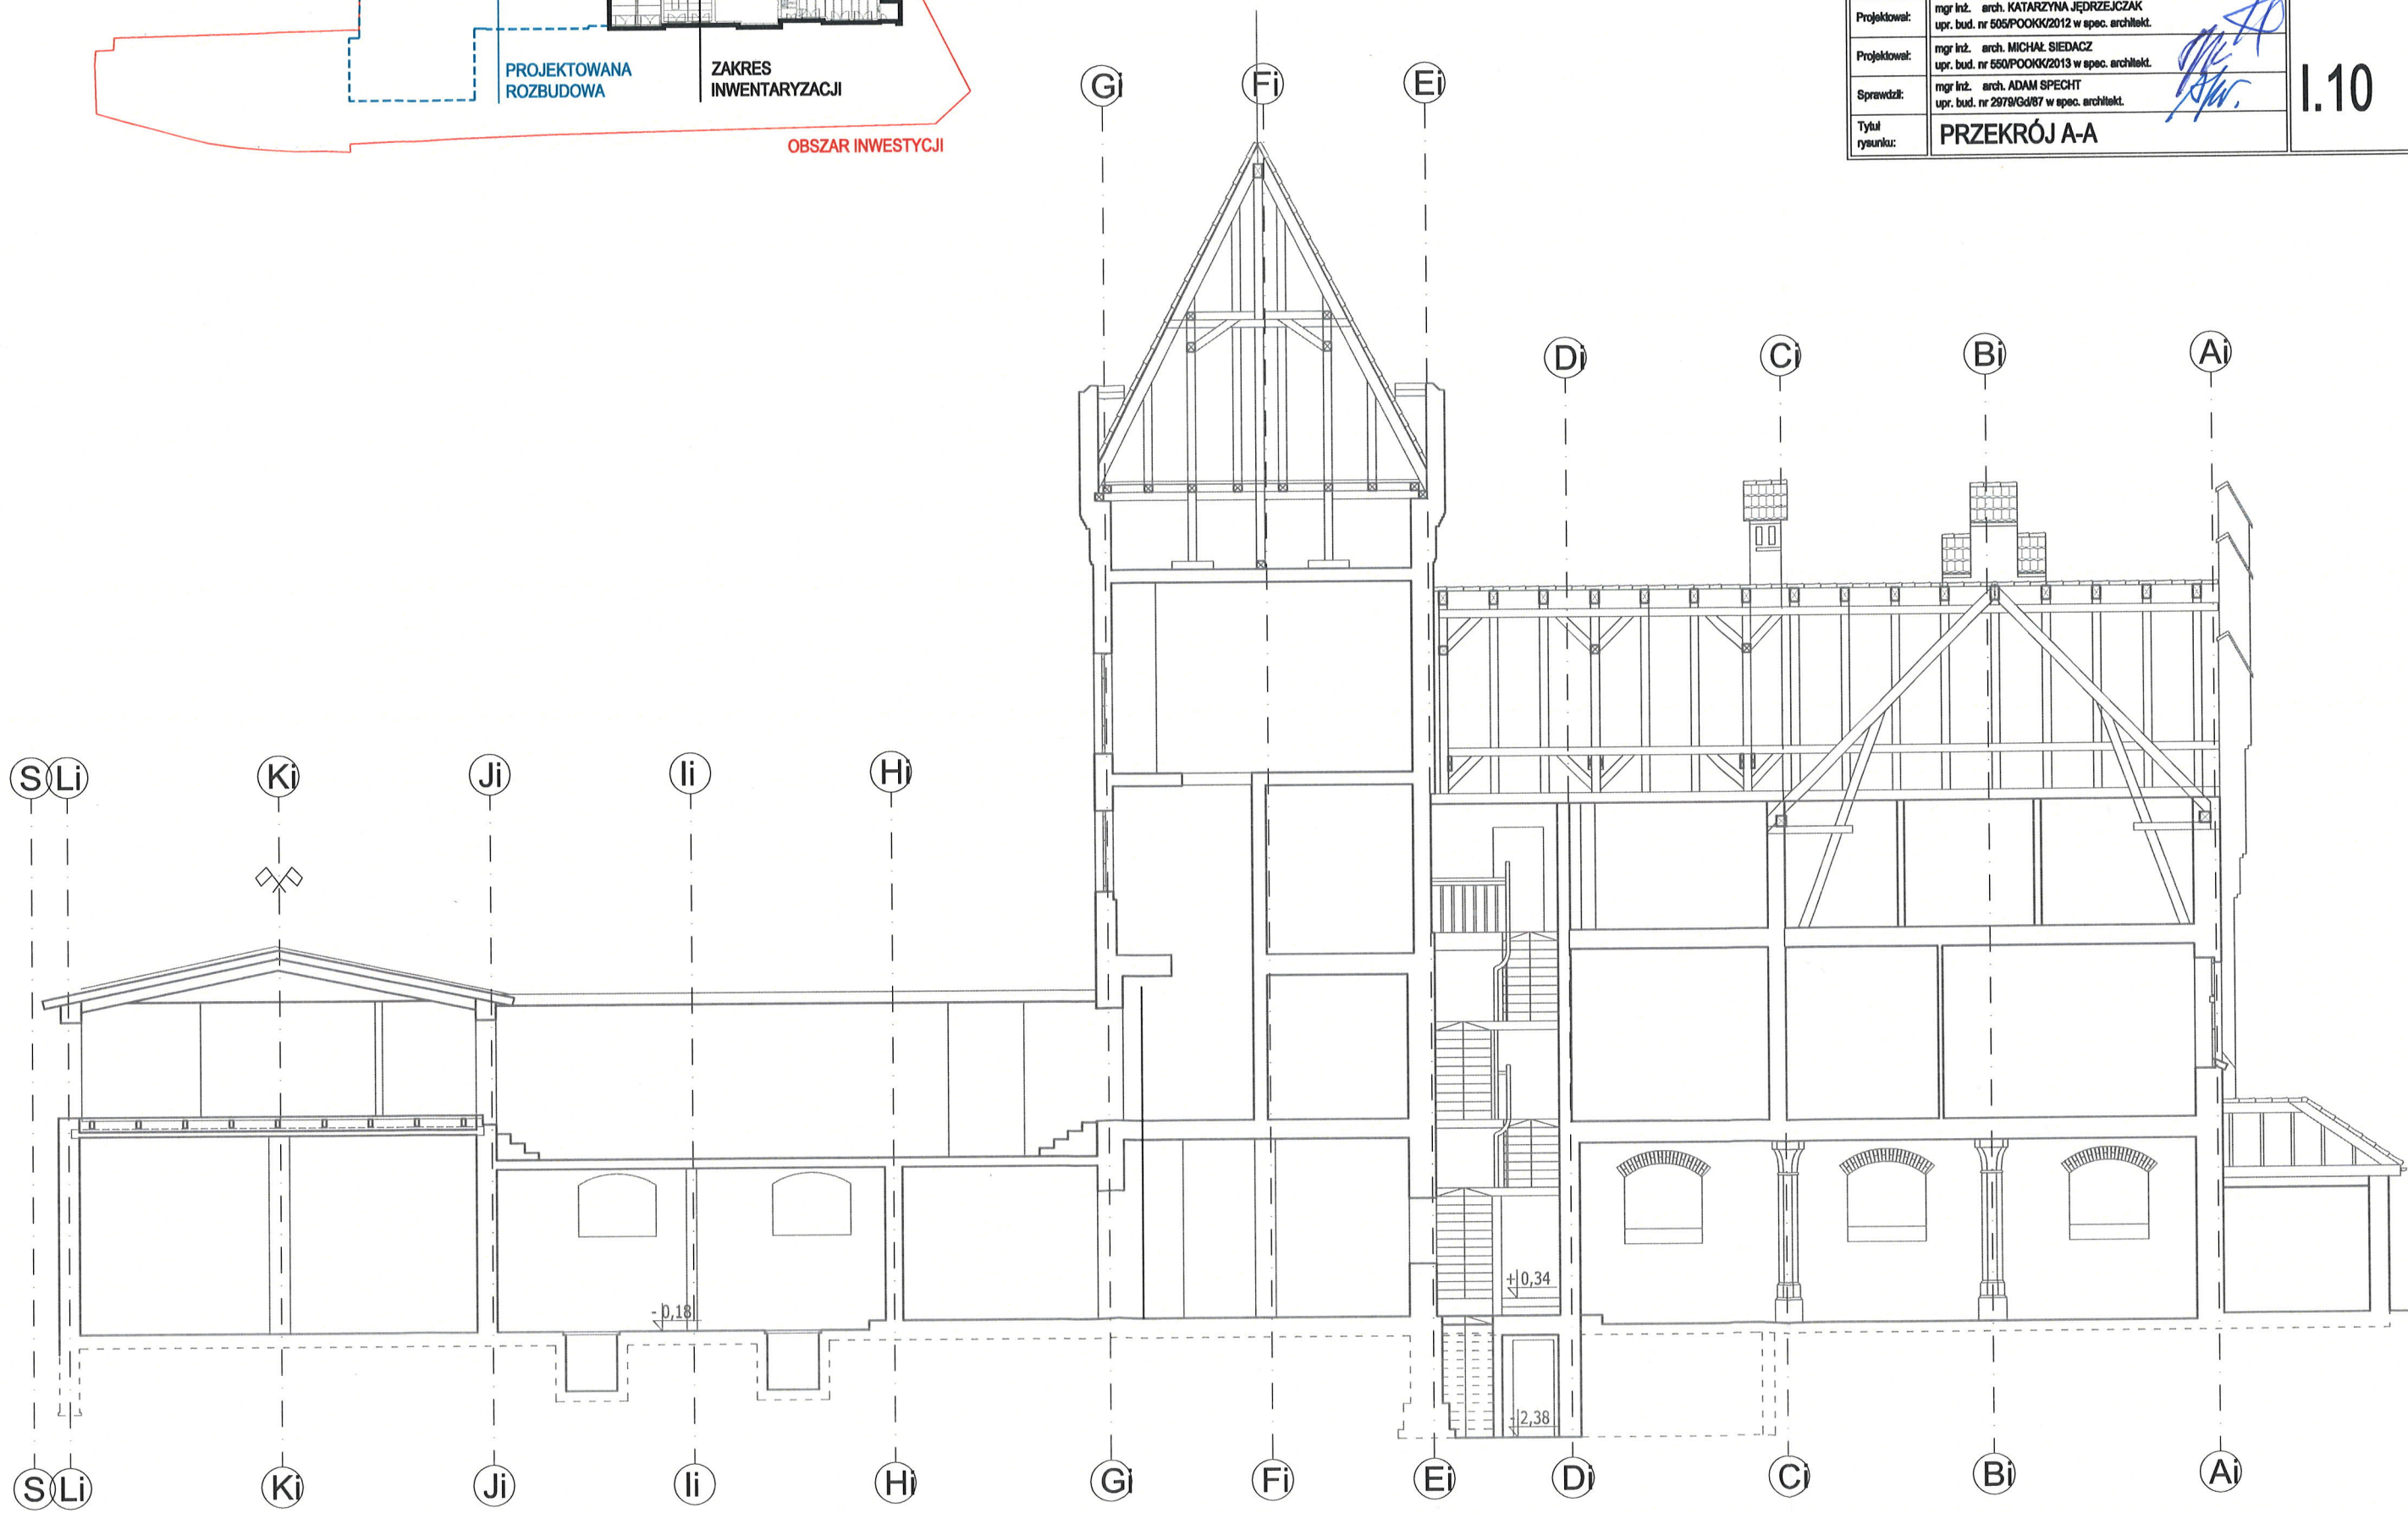 PROJEKTOWANA
ROZBUDOWA
ZAKRES
INWENTARYZACJI
OBSZAR INWESTYCJI
Projektował:
mgr inż. arch. KATARZYNA JĘDRZEJCZAK
upr. bud. nr 505/POOKK/2012 w spec. architekt.
Projektował:
mgr inż. arch. MICHAŁ SIEDACZ
upr. bud. nr 550/POOKK/2013 w spec. architekt.
Sprawdził:
mgr inż. arch. ADAM SPECHT
upr. bud. nr 2979/Gd/87 w spec. architekt.
Tytuł
rysunku:
PRZEKRÓJ A-A
I.10
Gi Fi Ei
Di Ci Bi Ai
S Li Ki Ji Ii Hi
+0,34
-0,18
-2,38
S Li Ki Ji Ii Hi Gi Fi Ei Di Ci Bi Ai